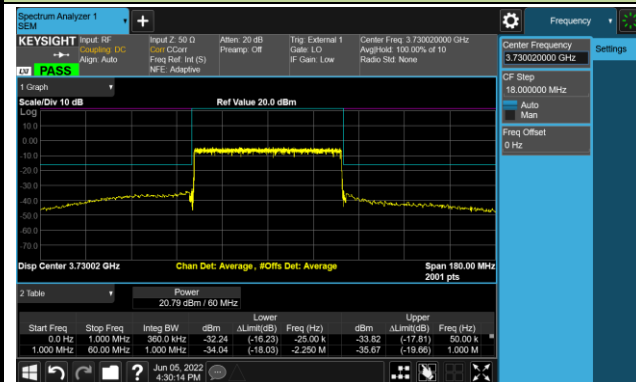 Spectrum Analyzer 1
SEM
+
Frequency
KEYSIGHT Input: RF Input Z: 50 Ω Atten: 20 dB Trig: External 1 Center Freq: 3.730020000 GHz
Coupling: DC Corr CCorr Preamp: Off Gate: LO Avg|Hold: 100.00% of 10
Align: Auto Freq Ref: Int (S) IF Gain: Low Radio Std: None
LXI PASS NFE: Adaptive
Center Frequency
3.730020000 GHz
Settings
CF Step
18.000000 MHz
Auto
Man
Freq Offset
0 Hz
1 Graph
Scale/Div 10 dB Ref Value 20.0 dBm
Log
10.0
0.00
-10.0
-20.0
-30.0
-40.0
-50.0
-60.0
-70.0
Disp Center 3.73002 GHz Chan Det: Average, #Offs Det: Average Span 180.00 MHz
2001 pts
2 Table
Power
20.79 dBm / 60 MHz
Lower Upper
Start Freq Stop Freq Integ BW dBm ΔLimit(dB) Freq (Hz) dBm ΔLimit(dB) Freq (Hz)
0.0 Hz 1.000 MHz 360.0 kHz -32.24 (-16.23) -25.00 k -33.82 (-17.81) 50.00 k
1.000 MHz 60.00 MHz 1.000 MHz -34.04 (-18.03) -2.250 M -35.67 (-19.66) 1.000 M
? Jun 05, 2022
4:30:14 PM